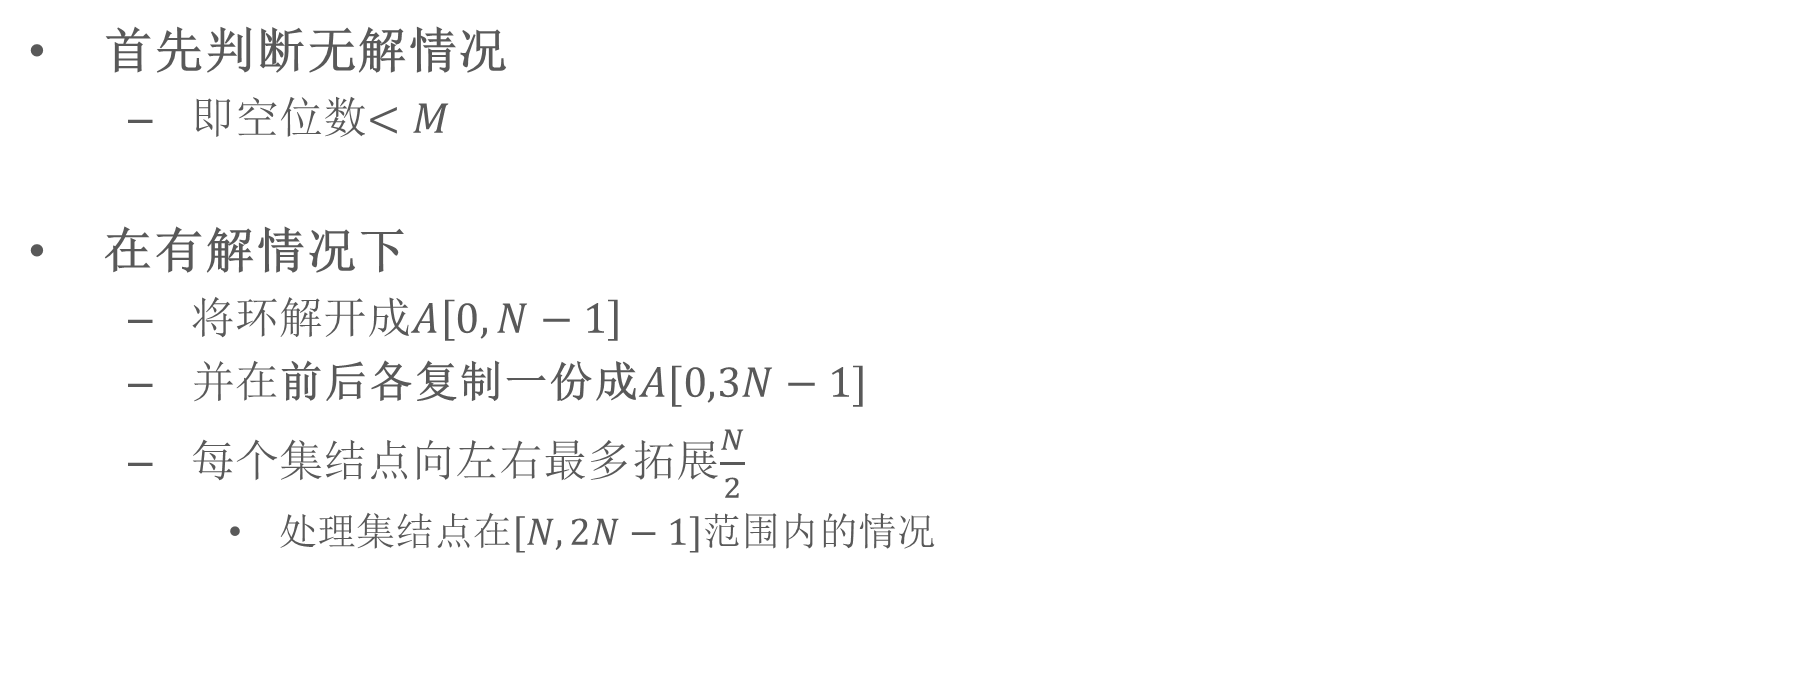 • 首先判断无解情况
– 即空位数< M
• 在有解情况下
– 将环解开成A[0, N − 1]
– 并在前后各复制一份成A[0,3N − 1]
– 每个集结点向左右最多拓展N/2
• 处理集结点在[N, 2N − 1]范围内的情况